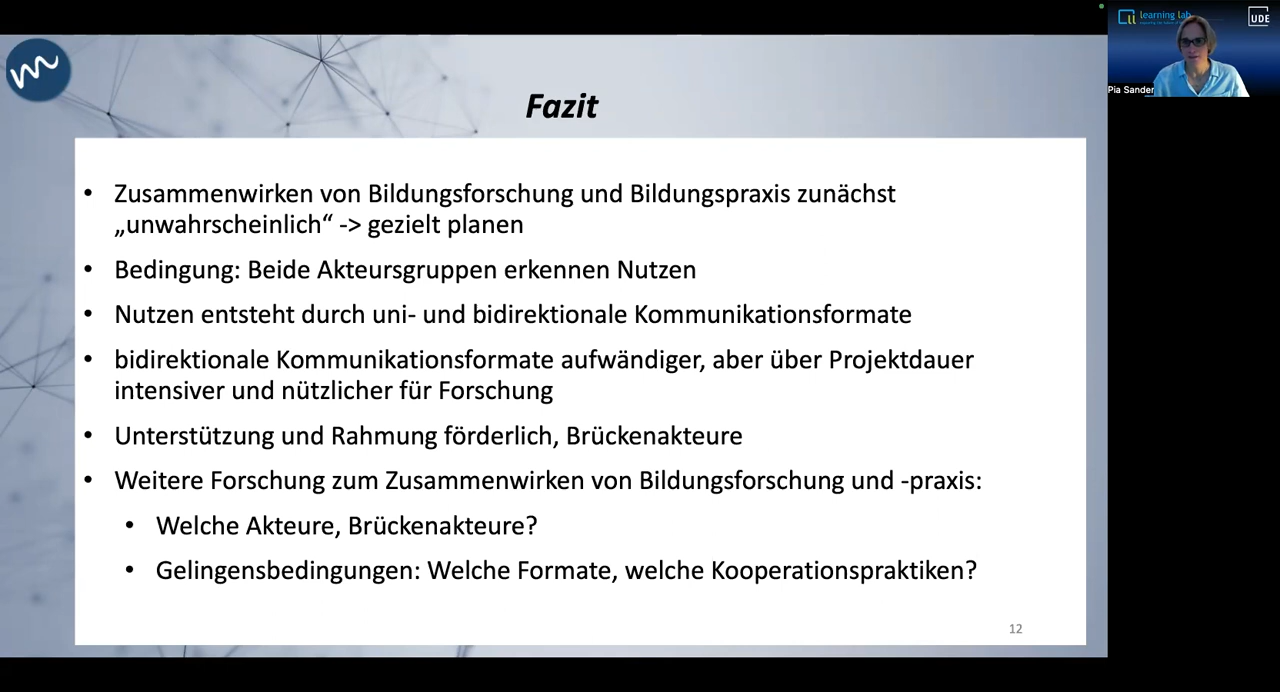 Fazit
• Zusammenwirken von Bildungsforschung und Bildungspraxis zunächst
„unwahrscheinlich“ -> gezielt planen
• Bedingung: Beide Akteursgruppen erkennen Nutzen
• Nutzen entsteht durch uni- und bidirektionale Kommunikationsformate
• bidirektionale Kommunikationsformate aufwändiger, aber über Projektdauer
intensiver und nützlicher für Forschung
• Unterstützung und Rahmung förderlich, Brückenakteure
• Weitere Forschung zum Zusammenwirken von Bildungsforschung und -praxis:
• Welche Akteure, Brückenakteure?
• Gelingensbedingungen: Welche Formate, welche Kooperationspraktiken?
12
learning lab
UDE
Pia Sander